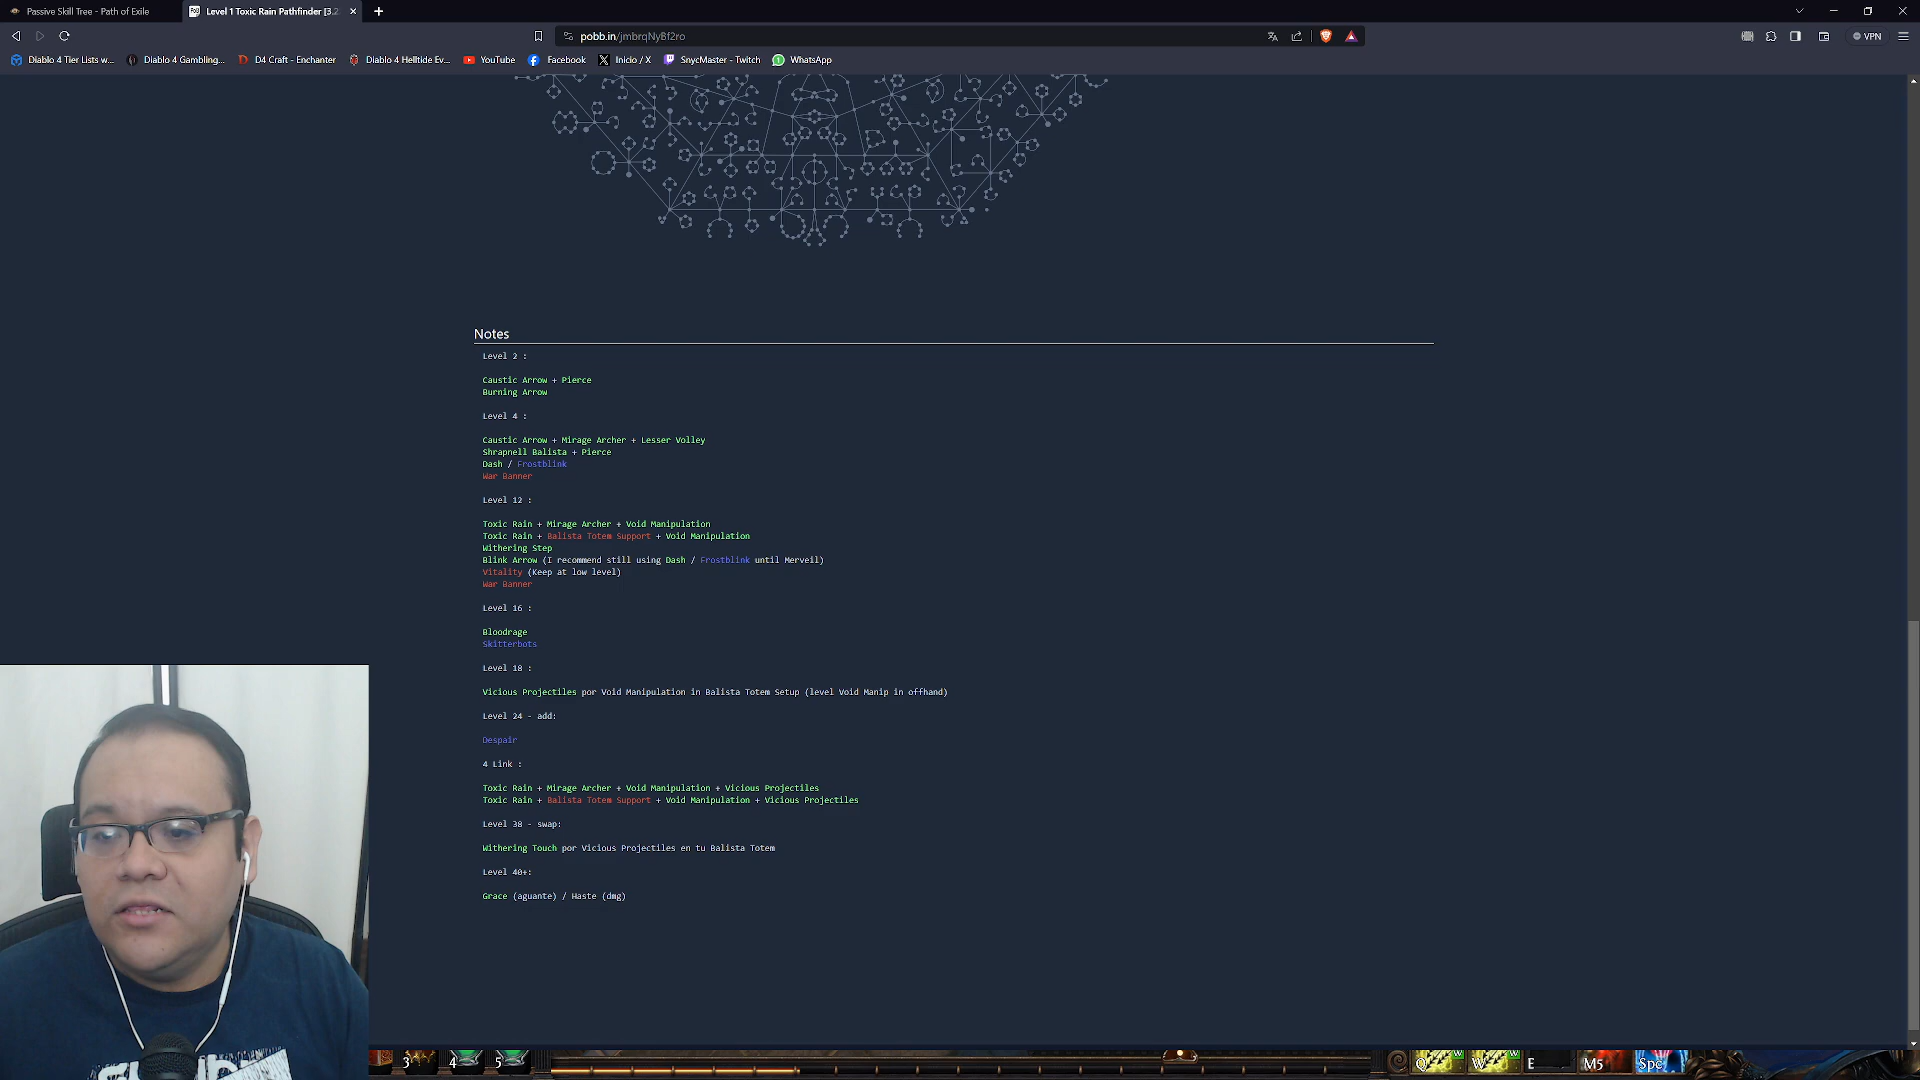 Passive Skill Tree - Path of Exile
Level 1 Toxic Rain Pathfinder [3.2
pobb.in/jmbrqNyBf2ro
VPN
Diablo 4 Tier Lists w...
Diablo 4 Gambling...
D4 Craft - Enchanter
Diablo 4 Helltide Ev...
YouTube
Facebook
Inicio / X
SnycMaster - Twitch
WhatsApp
Notes
Level 2 :
Caustic Arrow + Pierce
Burning Arrow
Level 4 :
Caustic Arrow + Mirage Archer + Lesser Volley
Shrapnell Balista + Pierce
Dash / Frostblink
War Banner
Level 12 :
Toxic Rain + Mirage Archer + Void Manipulation
Toxic Rain + Balista Totem Support + Void Manipulation
Withering Step
Blink Arrow (I recommend still using Dash / Frostblink until Merveil)
Vitality (Keep at low level)
War Banner
Level 16 :
Bloodrage
Skitterbots
Level 18 :
Vicious Projectiles por Void Manipulation in Balista Totem Setup (level Void Manip in offhand)
Level 24 - add:
Despair
4 Link :
Toxic Rain + Mirage Archer + Void Manipulation + Vicious Projectiles
Toxic Rain + Balista Totem Support + Void Manipulation + Vicious Projectiles
Level 38 - swap:
Withering Touch por Vicious Projectiles en tu Balista Totem
Level 40+:
Grace (aguante) / Haste (dmg)
3 4 5
Q W E M5 Spc